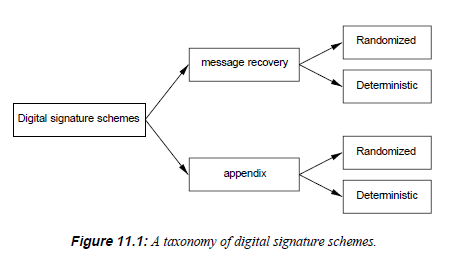 Randomized
message recovery
Deterministic
Digital signature schemes
Randomized
appendix
Deterministic
Figure 11.1: A taxonomy of digital signature schemes.